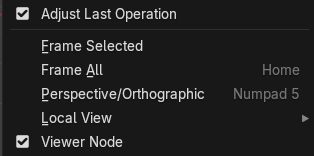 Adjust Last Operation
Frame Selected
Frame All Home
Perspective/Orthographic Numpad 5
Local View
Viewer Node